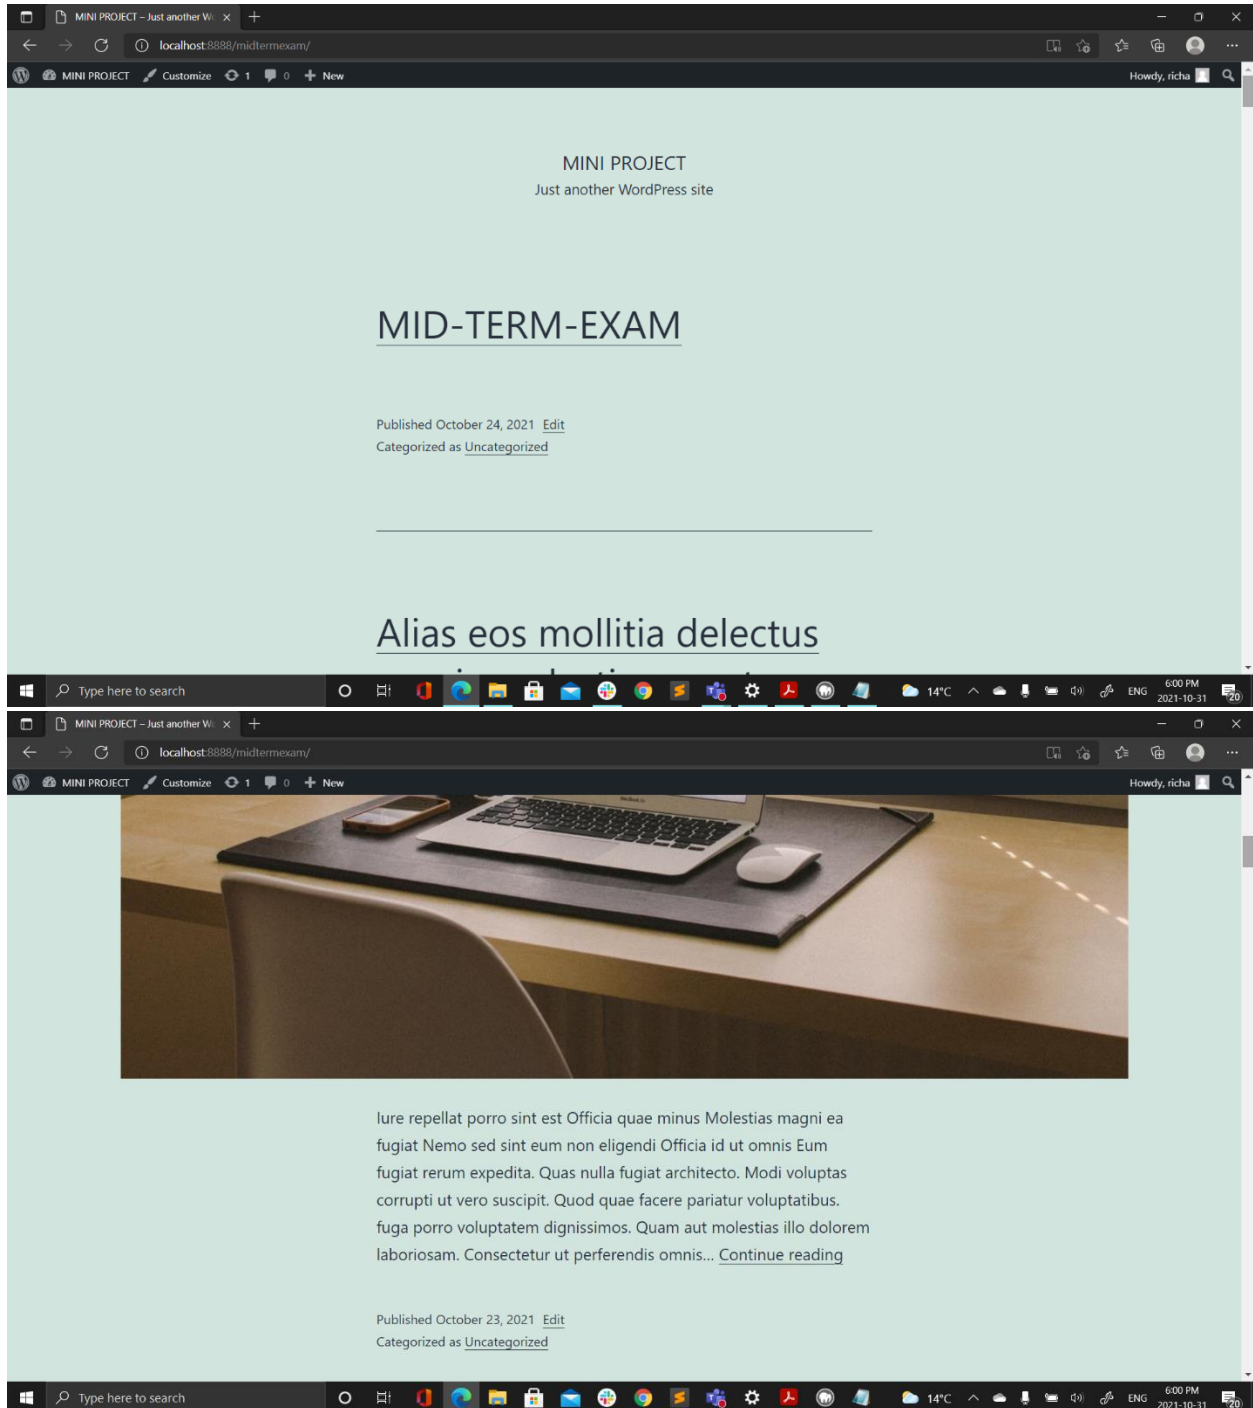 MINI PROJECT – Just another W
localhost:8888/midtermexam/
MINI PROJECT Customize 1 0 New Howdy, richa
MINI PROJECT
Just another WordPress site
MID-TERM-EXAM
Published October 24, 2021 Edit
Categorized as Uncategorized
Alias eos mollitia delectus
Type here to search 14°C ENG 6:00 PM
2021-10-31 20
MINI PROJECT – Just another W
localhost:8888/midtermexam/
MINI PROJECT Customize 1 0 New Howdy, richa
Iure repellat porro sint est Officia quae minus Molestias magni ea
fugiat Nemo sed sint eum non eligendi Officia id ut omnis Eum
fugiat rerum expedita. Quas nulla fugiat architecto. Modi voluptas
corrupti ut vero suscipit. Quod quae facere pariatur voluptatibus.
fuga porro voluptatem dignissimos. Quam aut molestias illo dolorem
laboriosam. Consectetur ut perferendis omnis… Continue reading
Published October 23, 2021 Edit
Categorized as Uncategorized
Type here to search 14°C ENG 6:00 PM
2021-10-31 20